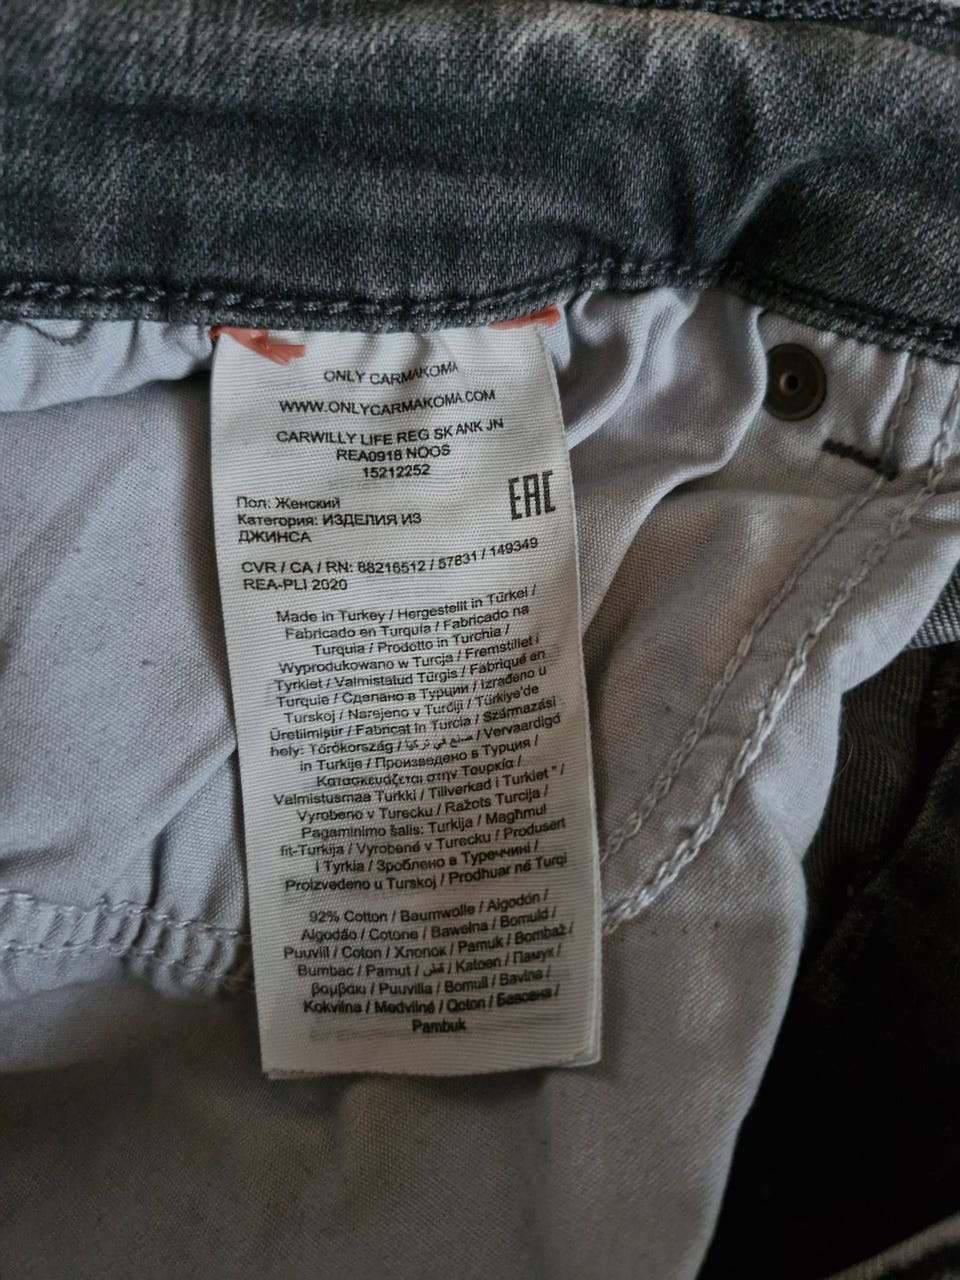 ONLY CARMAKOMA
WWW.ONLYCARMAKOMA.COM
CARWILLY LIFE REG SK ANK JN
REA0918 NOOS
15212252
Пол: Женский
Категория: ИЗДЕЛИЯ ИЗ
ДЖИНСА
EAC
CVR / CA / RN: 88216512 / 57831 / 149349
REA-PLI 2020
Made in Turkey / Hergestellt in Türkei /
Fabricado en Turquía / Fabricado na
Turquia / Prodotto in Turchia /
Wyprodukowano w Turcja / Fremstillet i
Tyrkiet / Valmistatud Türgis / Fabriqué en
Turquie / Сделано в Турции / Izrađeno u
Turskoj / Narejeno v Turčiji / Türkiye'de
Üretilmiştir / Fabricat in Turcia / Származási
hely: Törökország / صنع في تركيا / Vervaardigd
in Turkije / Произведено в Турция /
Κατασκευάζεται στην Τουρκία /
Valmistusmaa Turkki / Tillverkad i Turkiet " /
Vyrobeno v Turecku / Ražots Turcija /
Pagaminimo šalis: Turkija / Magħmul
fit-Turkija / Vyrobené v Turecku / Produsert
i Tyrkia / Зроблено в Туреччині /
Proizvedeno u Turskoj / Prodhuar në Turqi
92% Cotton / Baumwolle / Algodón /
Algodão / Cotone / Bawełna / Bomuld /
Puuvill / Coton / Хлопок / Pamuk / Bombaž /
Bumbac / Pamut / قطن / Katoen / Памук /
βαμβάκι / Puuvilla / Bomull / Bavlna /
Kokvilna / Medvilnė / Qoton / Бавовна /
Pambuk